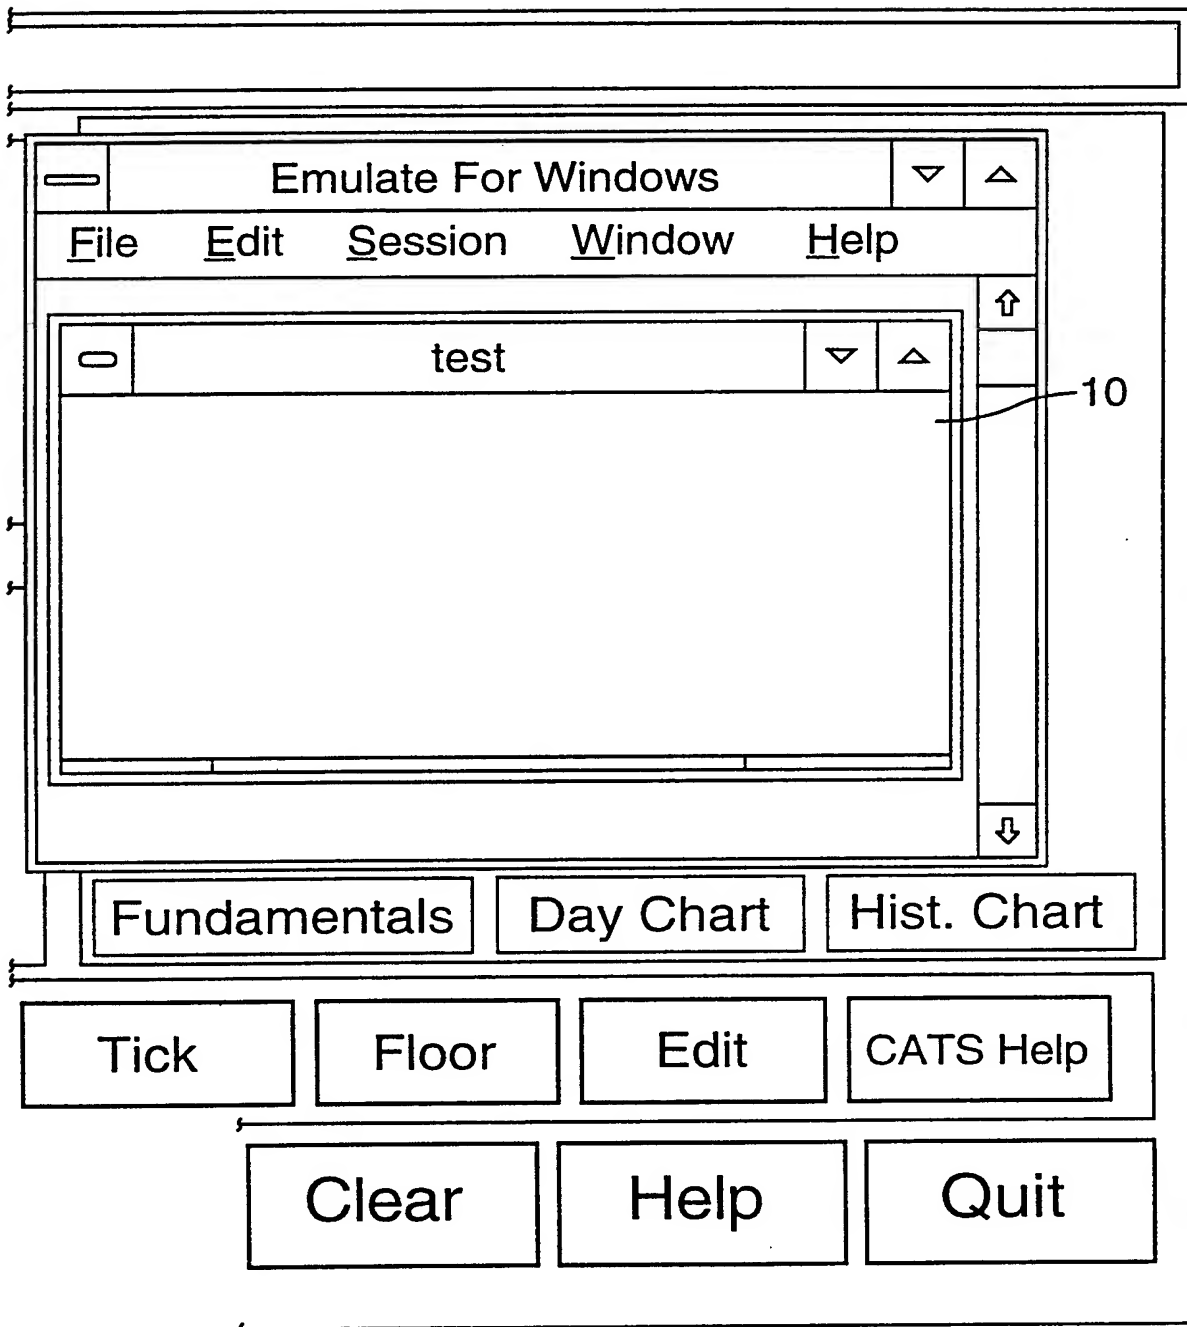 Emulate For Windows
File Edit Session Window Help
test
10
Fundamentals Day Chart Hist. Chart
Tick Floor Edit CATS Help
Clear Help Quit